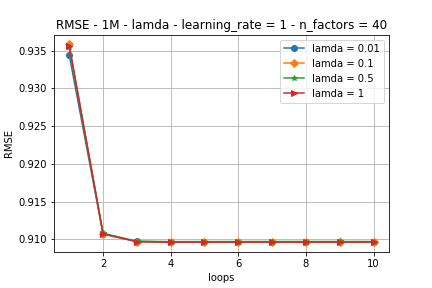 RMSE - 1M - lamda - learning_rate = 1 - n_factors = 40
lamda = 0.01
lamda = 0.1
lamda = 0.5
lamda = 1
RMSE
0.935
0.930
0.925
0.920
0.915
0.910
2 4 6 8 10
loops